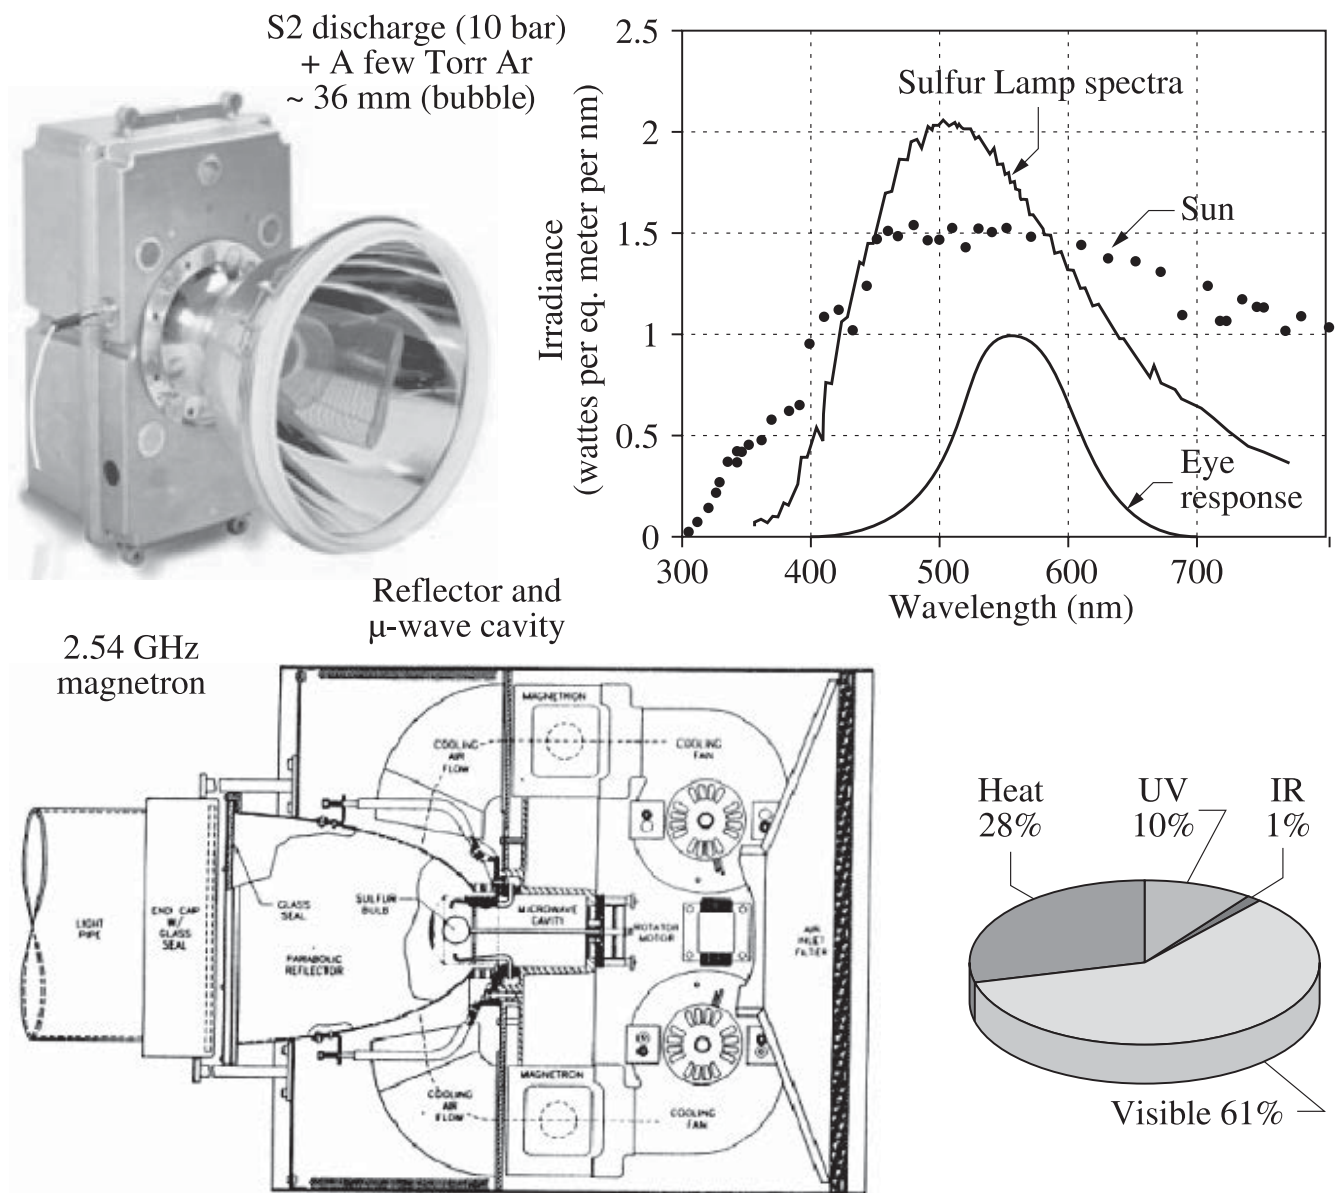 S2 discharge (10 bar)
+ A few Torr Ar
~ 36 mm (bubble)
Reflector and
μ-wave cavity
2.5
2
1.5
1
0.5
0
Irradiance
(wattes per eq. meter per nm)
Sulfur Lamp spectra
Sun
Eye
response
300
400
500
600
700
Wavelength (nm)
2.54 GHz
magnetron
MAGNETRON
COOLING
AIR
FLOW
COOLING
FAN
GLASS
SEAL
SULFUR
BULB
MICROWAVE
CAVITY
ROTATOR
MOTOR
AIR
INLET
FILTER
LIGHT
PIPE
END CAP
W/
GLASS
SEAL
PARABOLIC
REFLECTOR
MAGNETRON
COOLING
AIR
FLOW
COOLING
FAN
Heat
28%
UV
10%
IR
1%
Visible 61%